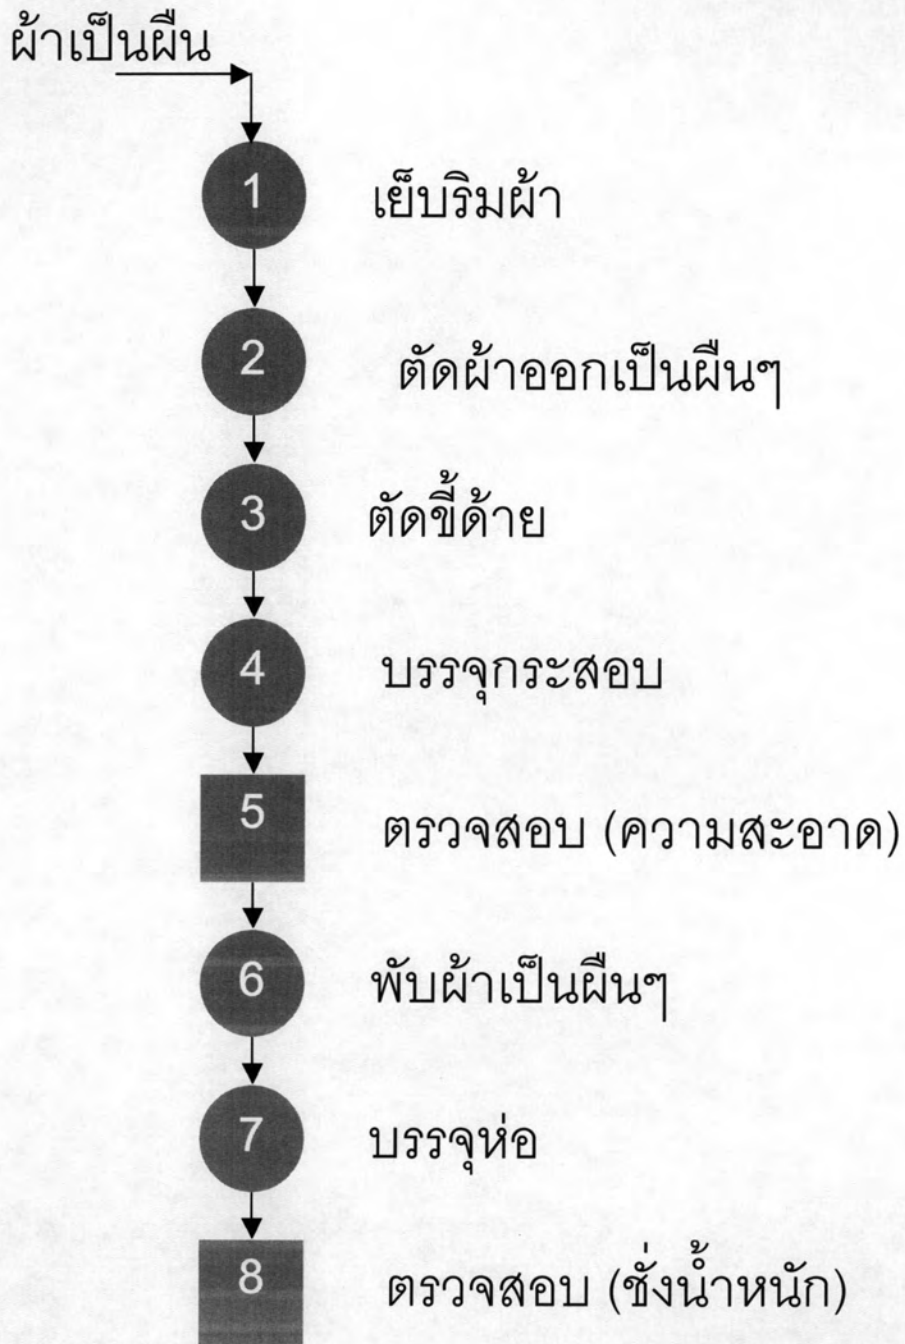 ผ้าเป็นผืน
1 เย็บริมผ้า
2 ตัดผ้าออกเป็นผืนๆ
3 ตัดขี้ด้าย
4 บรรจุกระสอบ
5 ตรวจสอบ (ความสะอาด)
6 พับผ้าเป็นผืนๆ
7 บรรจุห่อ
8 ตรวจสอบ (ชั่งน้ำหนัก)